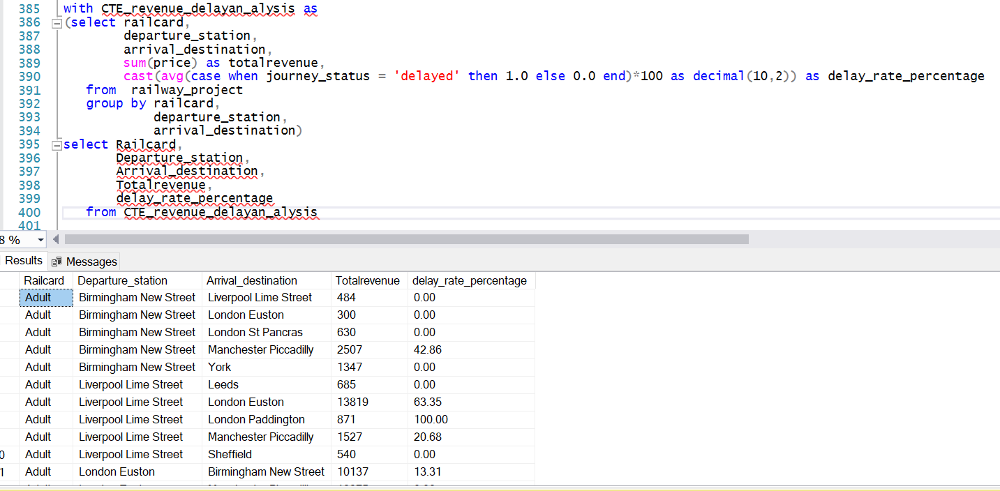 385 with CTE_revenue_delayan_alysis as
386 (select railcard,
387 departure_station,
388 arrival_destination,
389 sum(price) as totalrevenue,
390 cast(avg(case when journey_status = 'delayed' then 1.0 else 0.0 end)*100 as decimal(10,2)) as delay_rate_percentage
391 from railway_project
392 group by railcard,
393 departure_station,
394 arrival_destination)
395 select Railcard,
396 Departure_station,
397 Arrival_destination,
398 Totalrevenue,
399 delay_rate_percentage
400 from CTE_revenue_delayan_alysis
401
8 %
Results Messages
Railcard Departure_station Arrival_destination Totalrevenue delay_rate_percentage
Adult Birmingham New Street Liverpool Lime Street 484 0.00
Adult Birmingham New Street London Euston 300 0.00
Adult Birmingham New Street London St Pancras 630 0.00
Adult Birmingham New Street Manchester Piccadilly 2507 42.86
Adult Birmingham New Street York 1347 0.00
Adult Liverpool Lime Street Leeds 685 0.00
Adult Liverpool Lime Street London Euston 13819 63.35
Adult Liverpool Lime Street London Paddington 871 100.00
Adult Liverpool Lime Street Manchester Piccadilly 1527 20.68
0 Adult Liverpool Lime Street Sheffield 540 0.00
1 Adult London Euston Birmingham New Street 10137 13.31